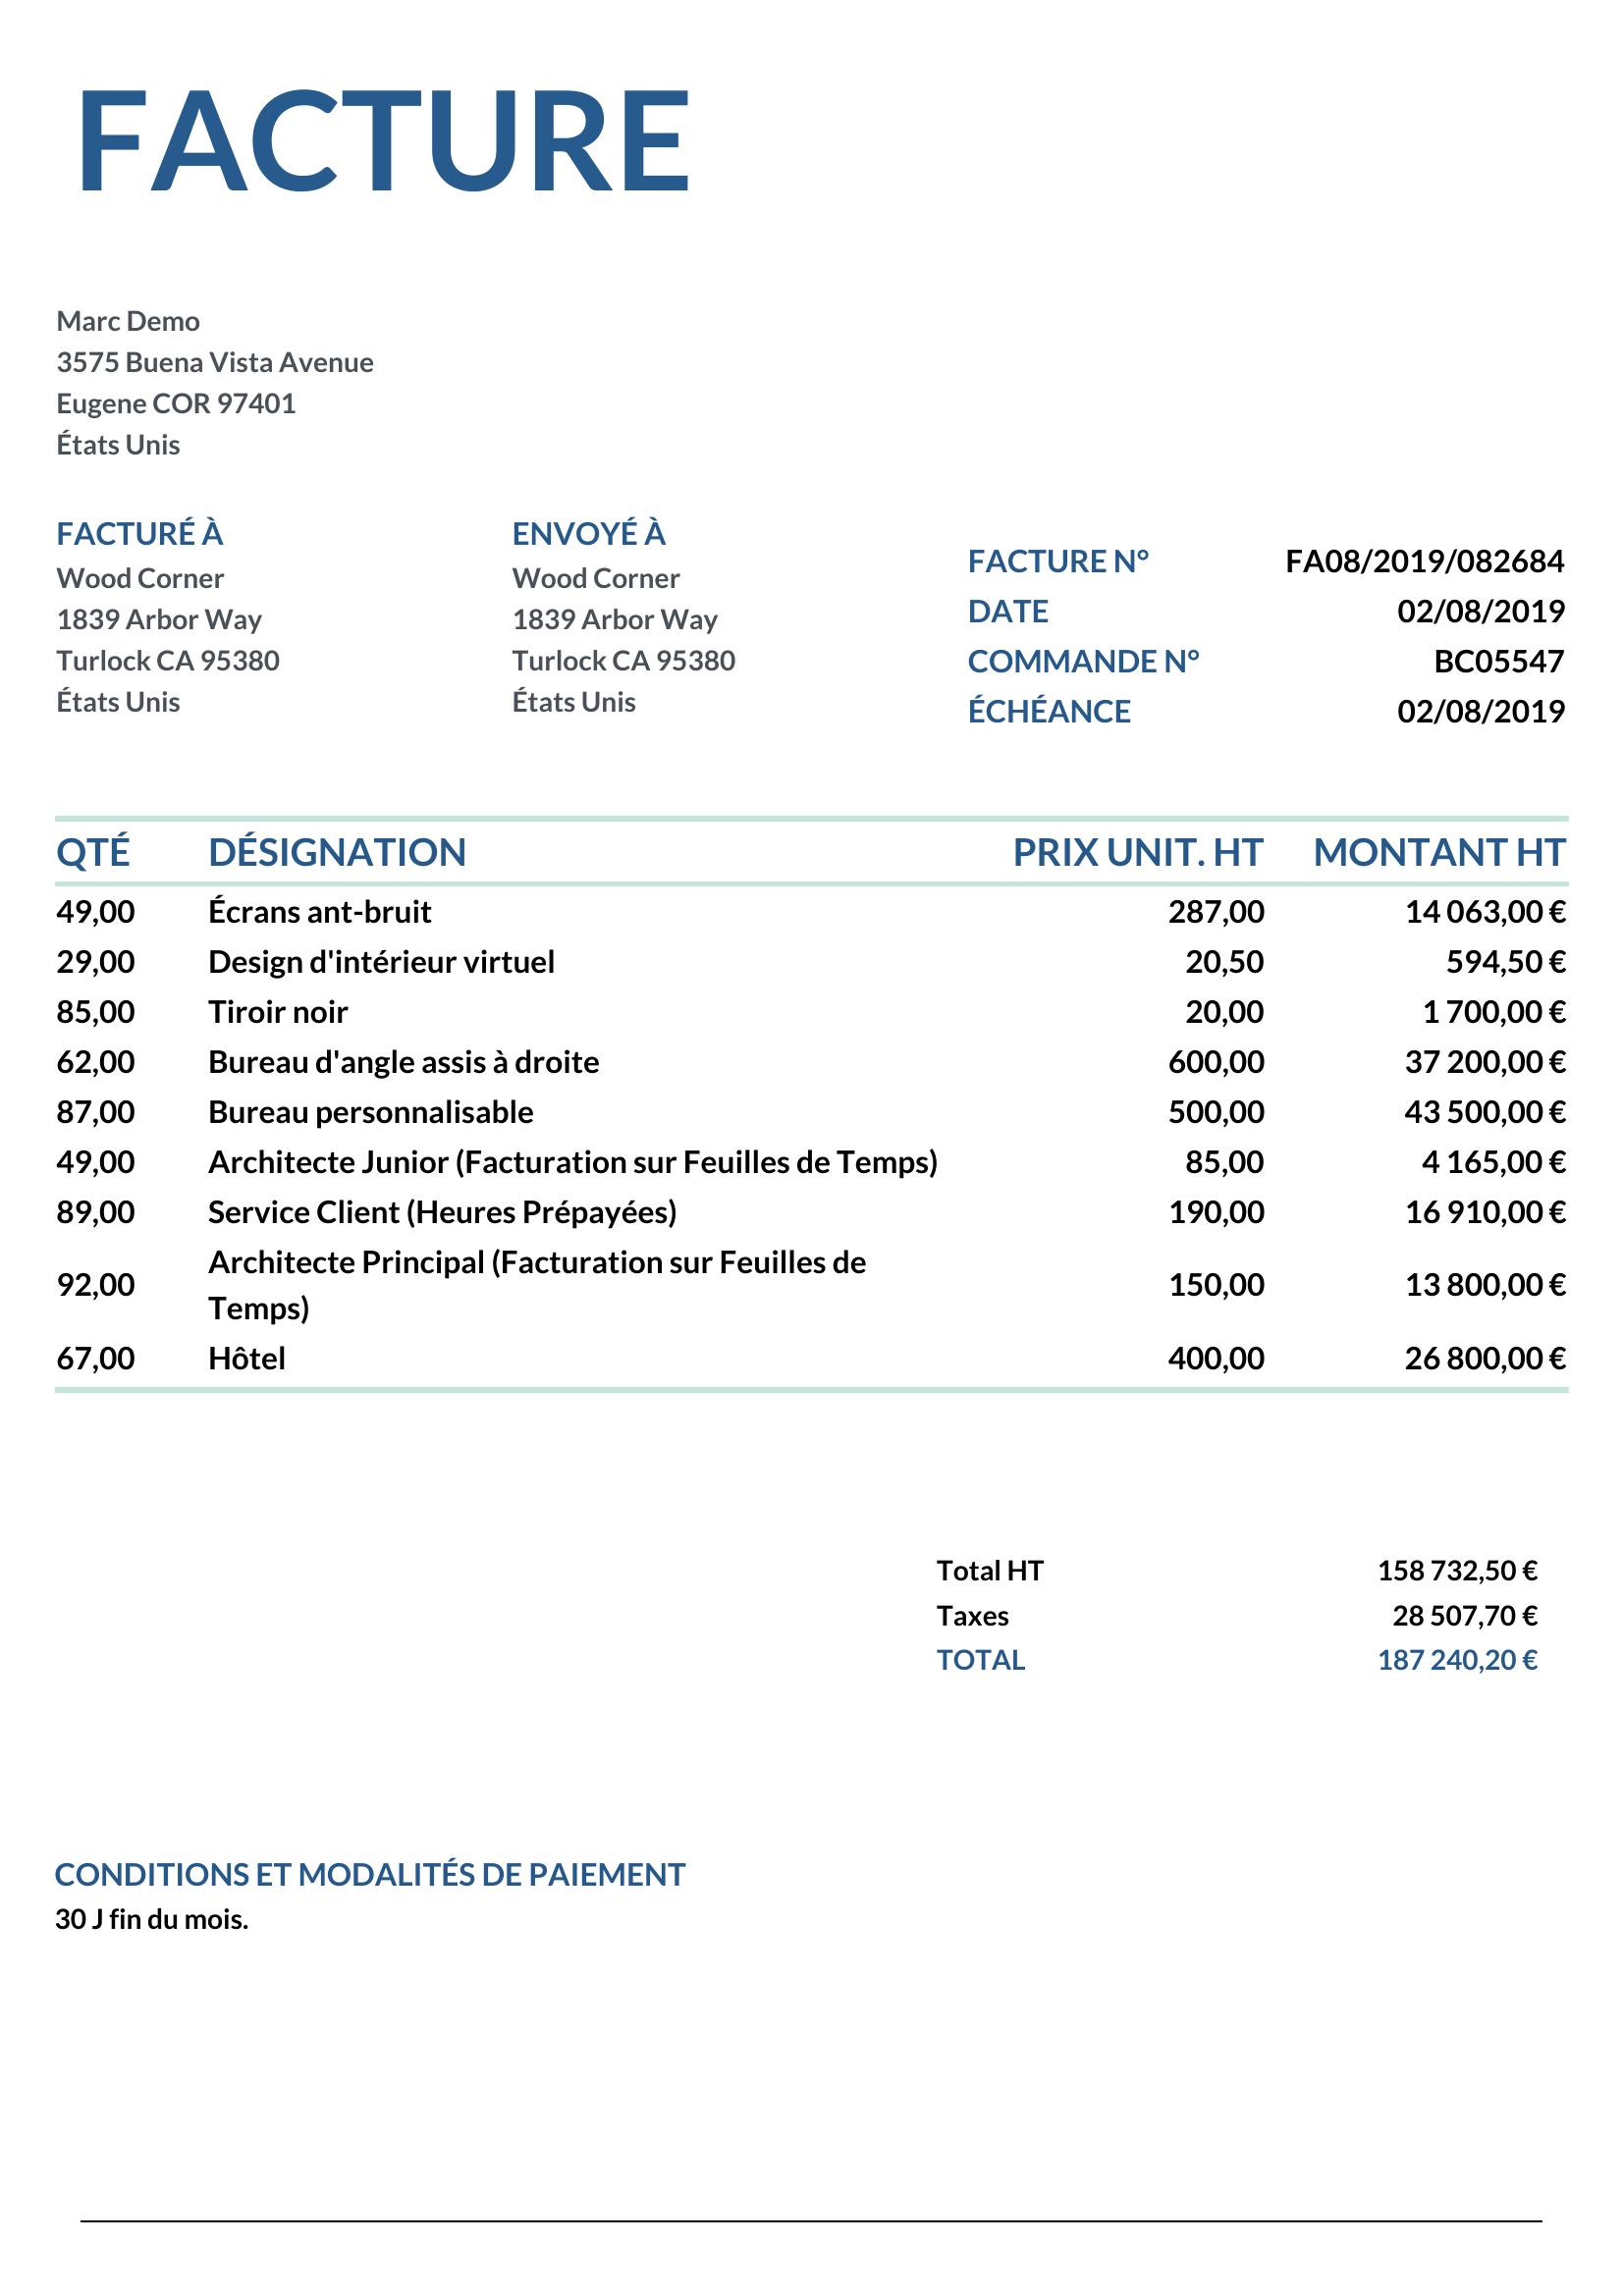 FACTURE
Marc Demo
3575 Buena Vista Avenue
Eugene COR 97401
États Unis
FACTURÉ À
Wood Corner
1839 Arbor Way
Turlock CA 95380
États Unis
ENVOYÉ À
Wood Corner
1839 Arbor Way
Turlock CA 95380
États Unis
FACTURE N° FA08/2019/082684
DATE 02/08/2019
COMMANDE N° BC05547
ÉCHÉANCE 02/08/2019
QTÉ DÉSIGNATION PRIX UNIT. HT MONTANT HT
49,00 Écrans ant-bruit 287,00 14 063,00 €
29,00 Design d'intérieur virtuel 20,50 594,50 €
85,00 Tiroir noir 20,00 1 700,00 €
62,00 Bureau d'angle assis à droite 600,00 37 200,00 €
87,00 Bureau personnalisable 500,00 43 500,00 €
49,00 Architecte Junior (Facturation sur Feuilles de Temps) 85,00 4 165,00 €
89,00 Service Client (Heures Prépayées) 190,00 16 910,00 €
92,00 Architecte Principal (Facturation sur Feuilles de 150,00 13 800,00 €
Temps)
67,00 Hôtel 400,00 26 800,00 €
Total HT 158 732,50 €
Taxes 28 507,70 €
TOTAL 187 240,20 €
CONDITIONS ET MODALITÉS DE PAIEMENT
30 J fin du mois.